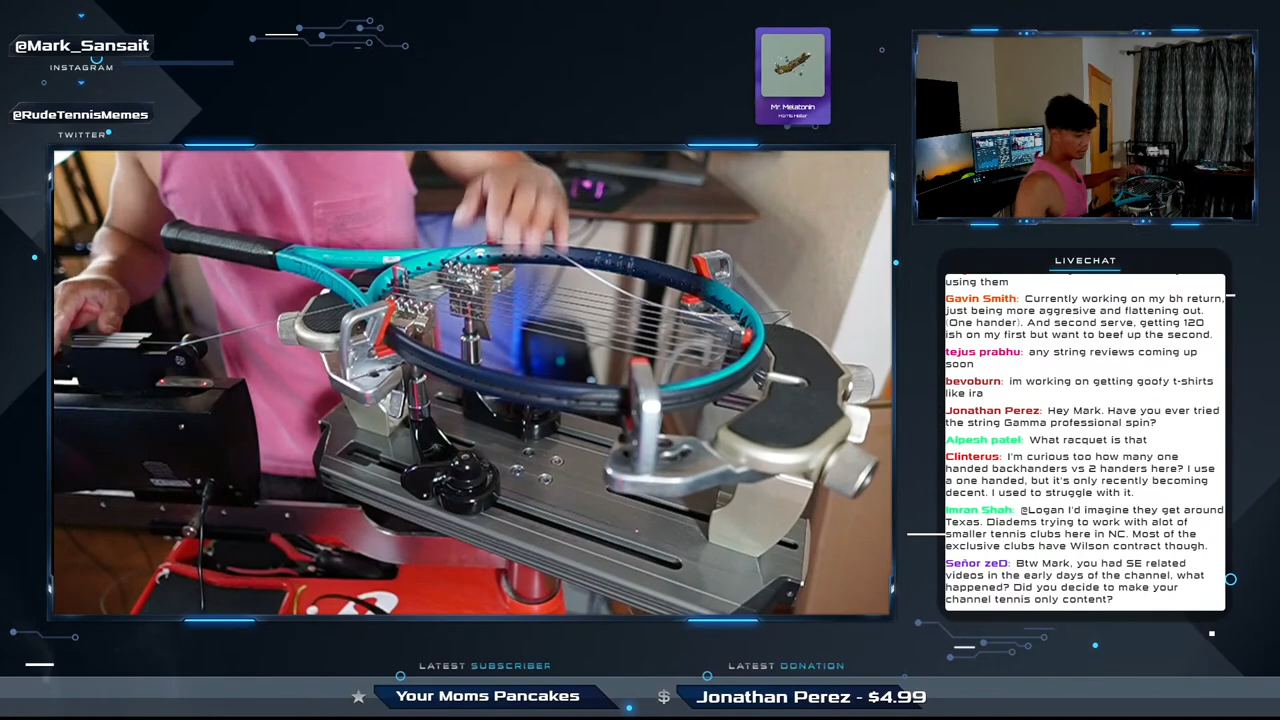 @Mark_Sansait
INSTAGRAM
@RudeTennisMemes
TWITTER
Mr. Melatonin
LIVECHAT
using them
Gavin Smith: Currently working on my bh return,
just being more aggresive and flattening out.
(One hander). And second serve, getting 120
ish on my first but want to beef up the second.
tejus prabhu: any string reviews coming up
soon
bevoburn: im working on getting goofy t-shirts
like ira
Jonathan Perez: Hey Mark. Have you ever tried
the string Gamma professional spin?
Alpesh patel: What racquet is that
Clinterus: I'm curious too how many one
handed backhanders vs 2 handers here? I use
a one handed, but it's only recently becoming
decent. I used to struggle with it.
Imran Shah: @Logan I'd imagine they get around
Texas. Diadems trying to work with alot of
smaller tennis clubs here in NC. Most of the
exclusive clubs have Wilson contract though.
Señor zeD: Btw Mark, you had SE related
videos in the early days of the channel, what
happened? Did you decide to make your
channel tennis only content?
LATEST SUBSCRIBER
LATEST DONATION
Your Moms Pancakes
$ Jonathan Perez - $4.99